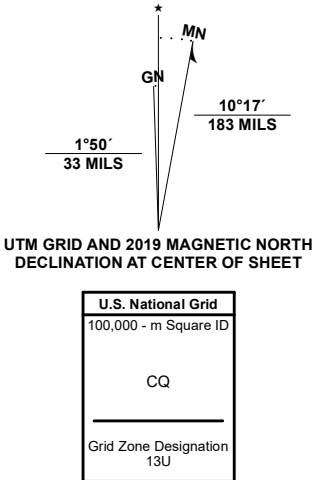 ★
MN
GN
10°17´
183 MILS
1°50´
33 MILS
UTM GRID AND 2019 MAGNETIC NORTH
DECLINATION AT CENTER OF SHEET
U.S. National Grid
100,000 - m Square ID
CQ
Grid Zone Designation
13U